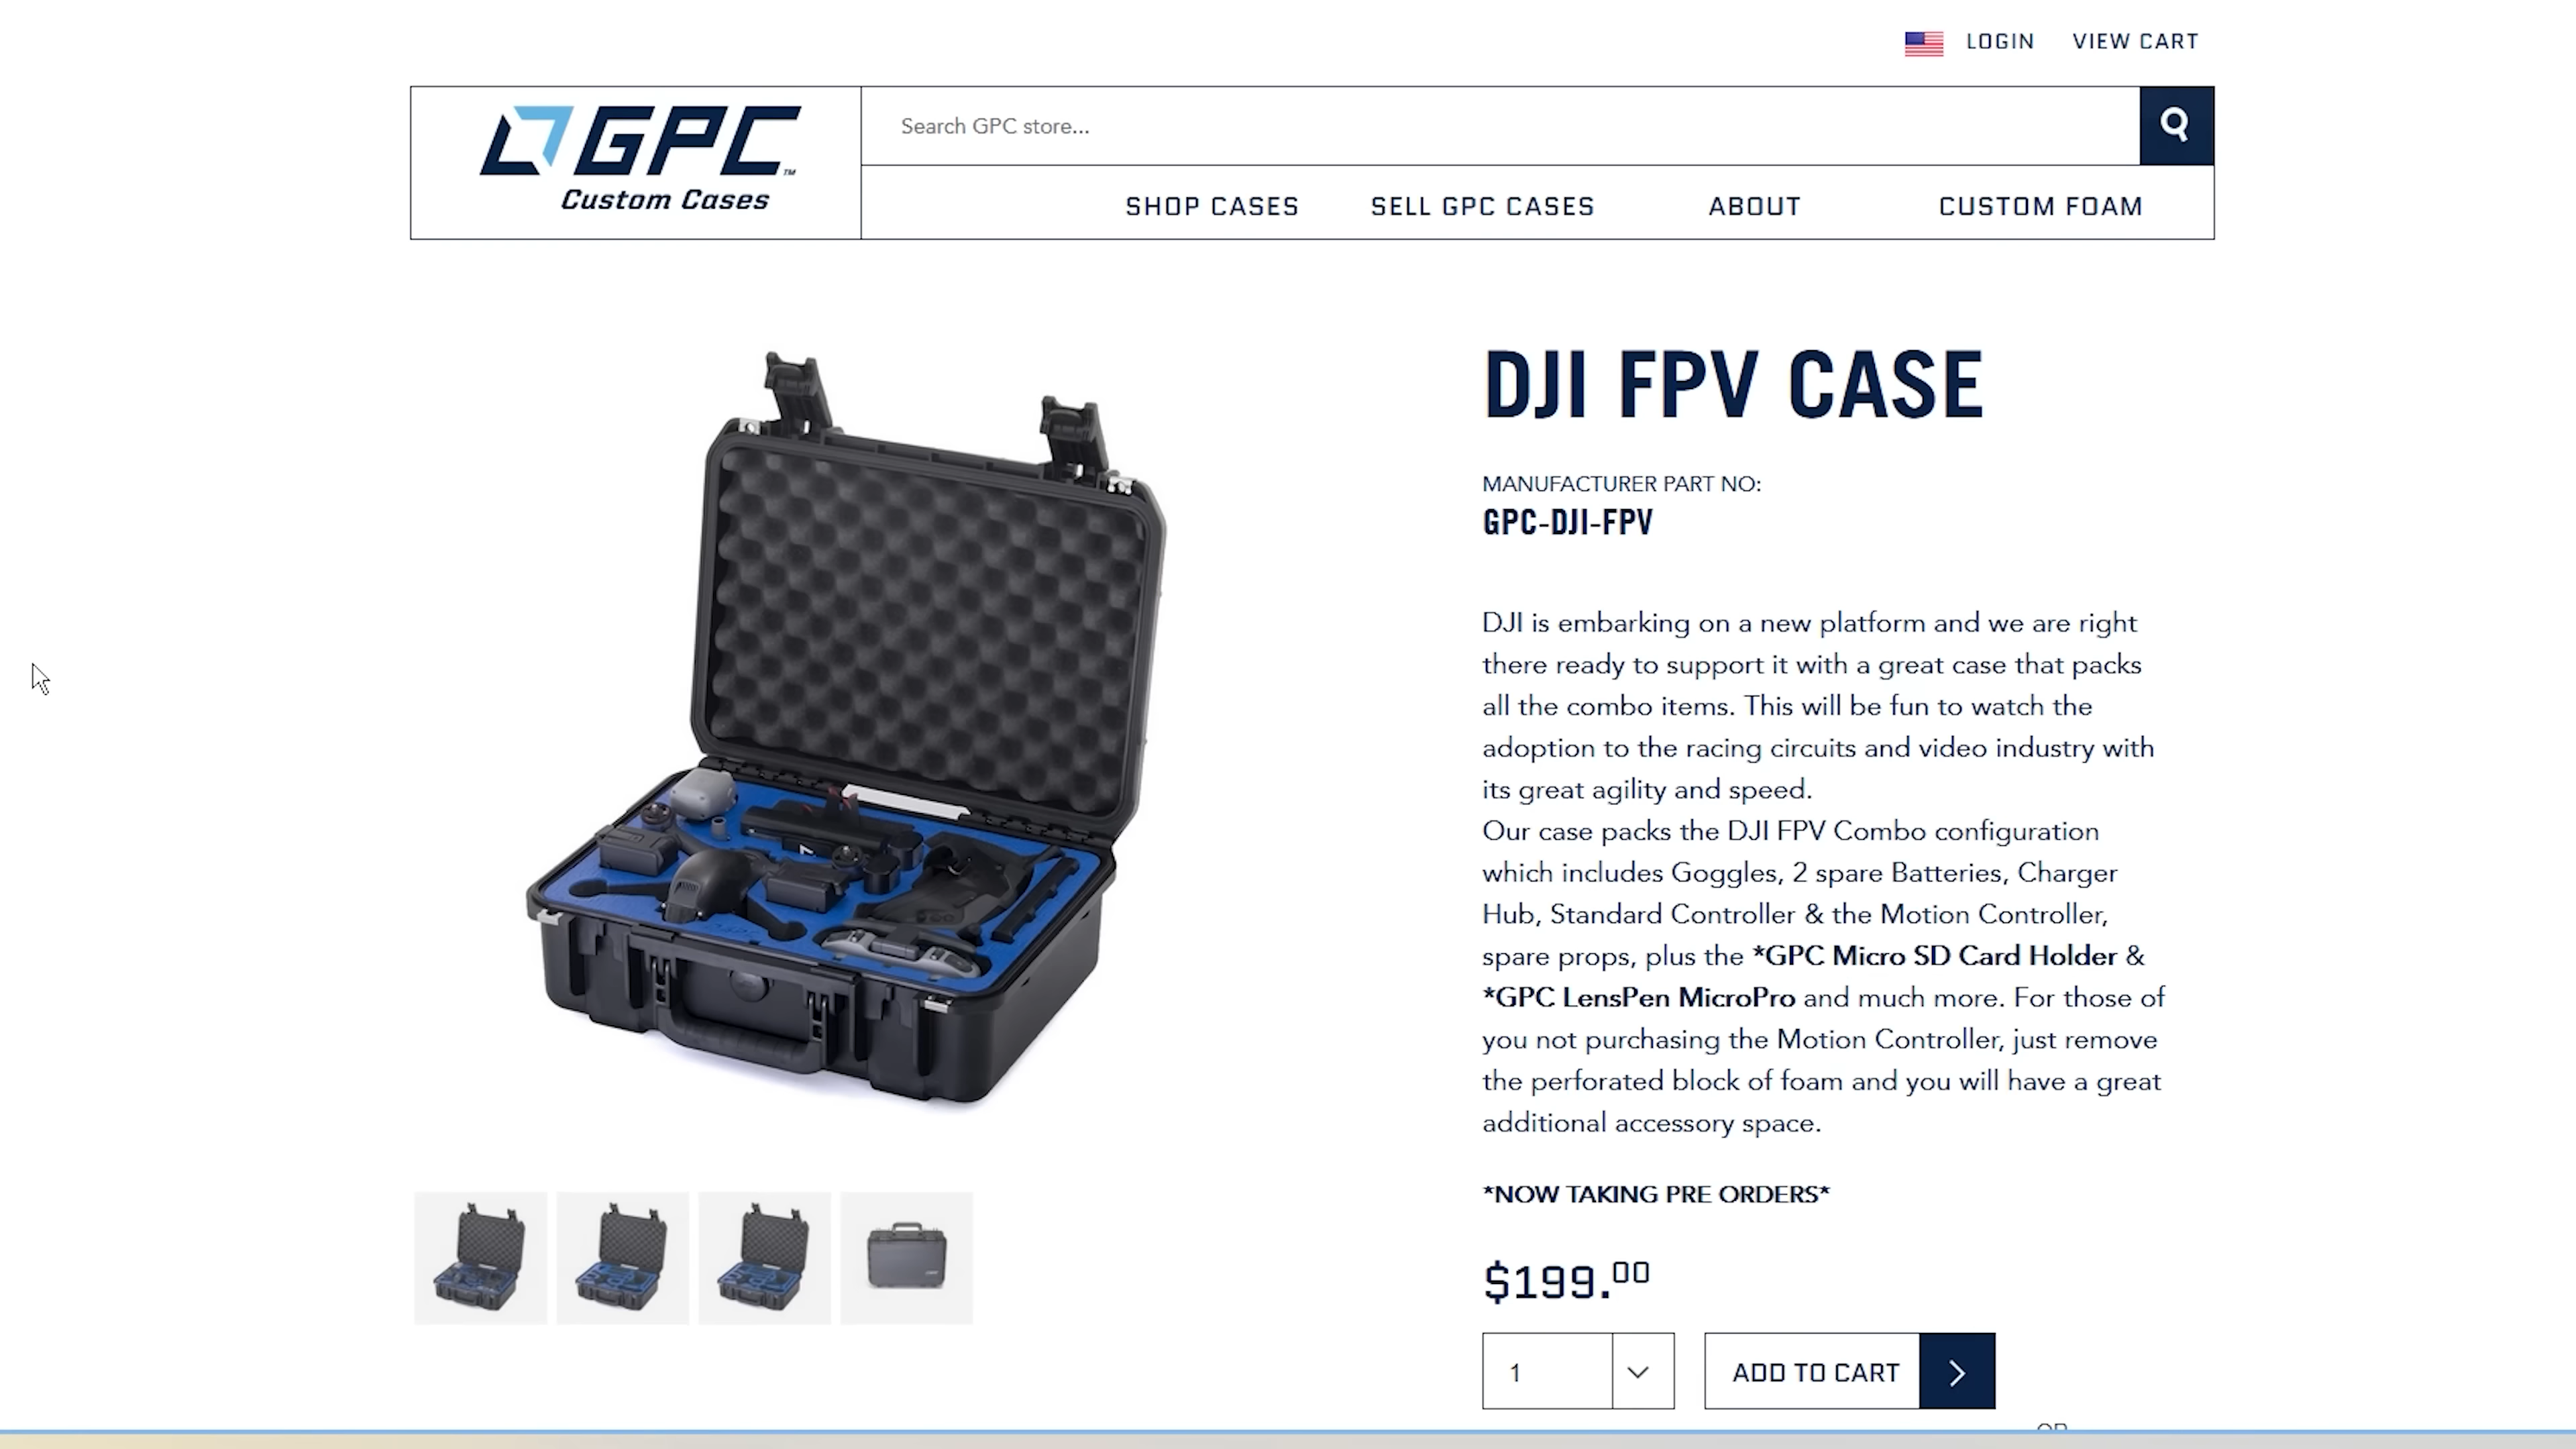 LOGIN VIEW CART
GPC™
Custom Cases
Search GPC store...
SHOP CASES SELL GPC CASES ABOUT CUSTOM FOAM
DJI FPV CASE
MANUFACTURER PART NO:
GPC-DJI-FPV
DJI is embarking on a new platform and we are right
there ready to support it with a great case that packs
all the combo items. This will be fun to watch the
adoption to the racing circuits and video industry with
its great agility and speed.
Our case packs the DJI FPV Combo configuration
which includes Goggles, 2 spare Batteries, Charger
Hub, Standard Controller & the Motion Controller,
spare props, plus the *GPC Micro SD Card Holder &
*GPC LensPen MicroPro and much more. For those of
you not purchasing the Motion Controller, just remove
the perforated block of foam and you will have a great
additional accessory space.
*NOW TAKING PRE ORDERS*
$199.00
1
ADD TO CART